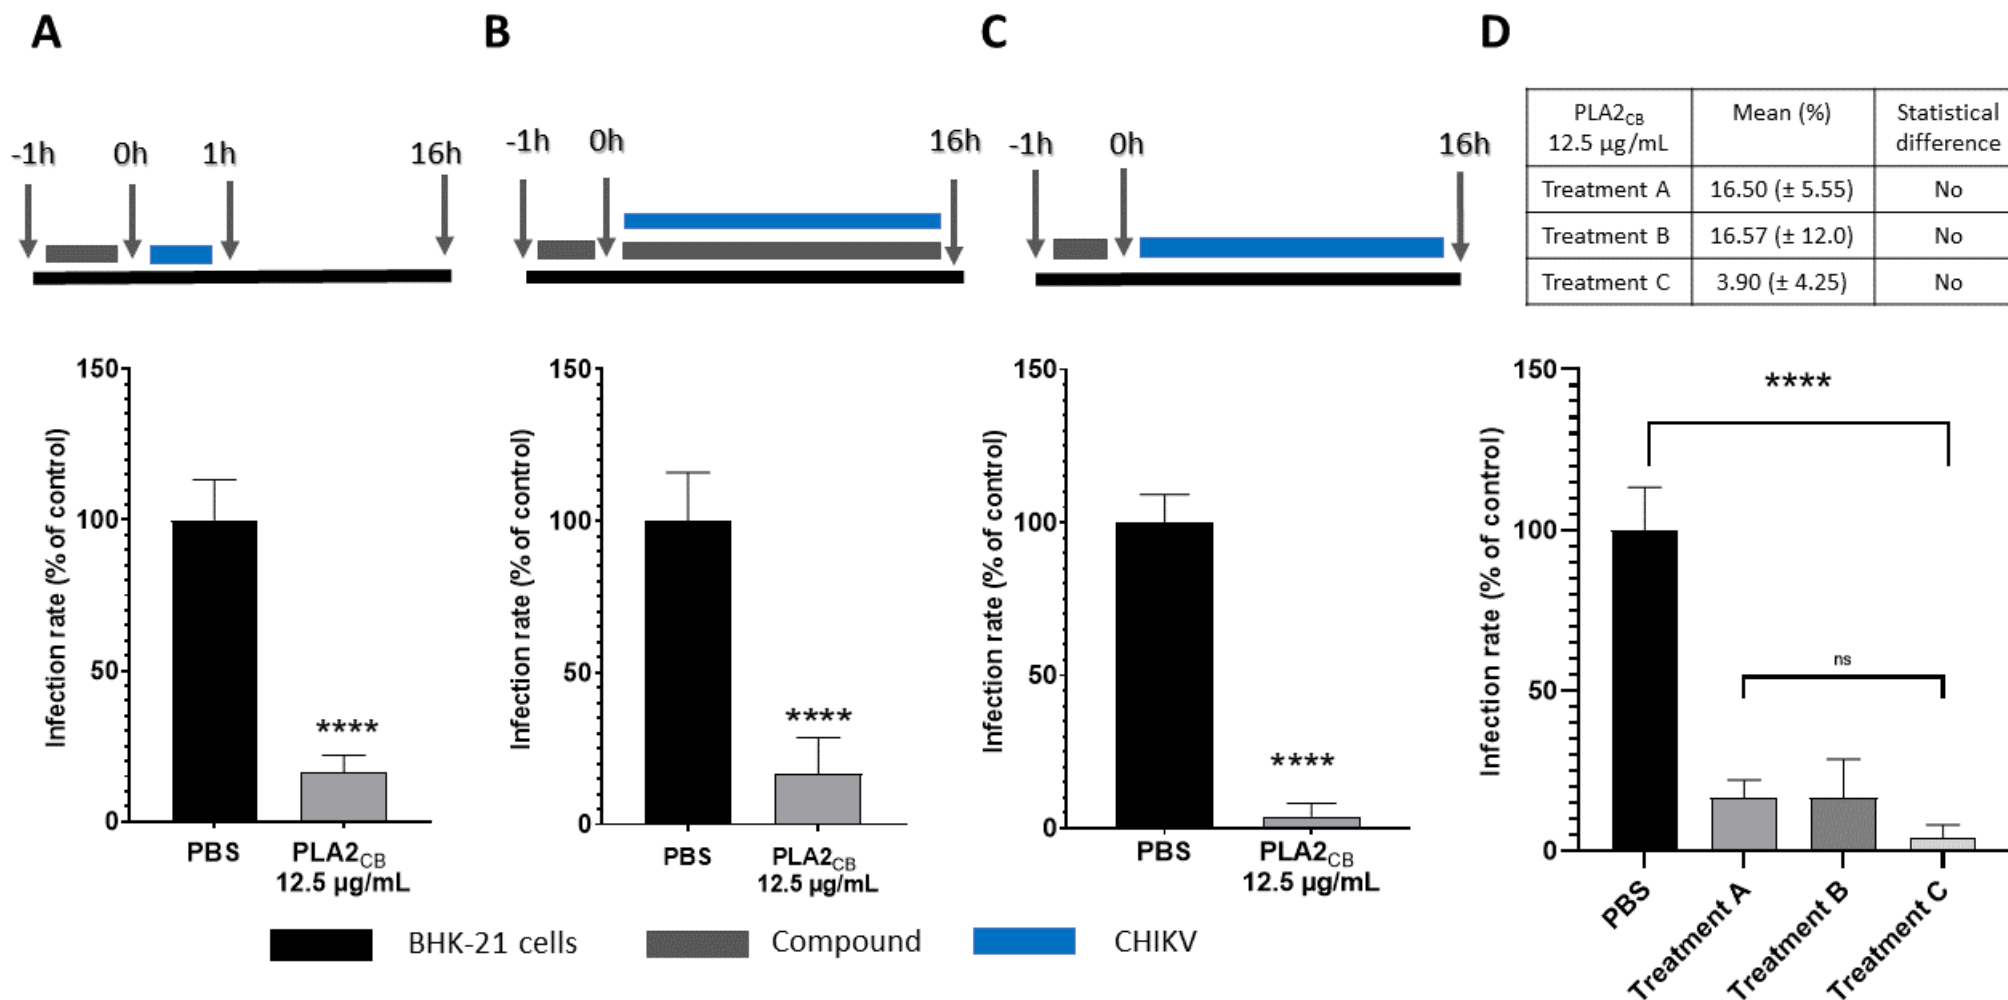 A
B
C
D
-1h 0h 1h 16h
-1h 0h 16h
-1h 0h 16h
PLA2CB
12.5 µg/mL
Mean (%)
Statistical
difference
Treatment A 16.50 (± 5.55) No
Treatment B 16.57 (± 12.0) No
Treatment C 3.90 (± 4.25) No
Infection rate (% of control)
150
100
50
0
****
PBS
PLA2CB
12.5 µg/mL
Infection rate (% of control)
150
100
50
0
****
PBS
PLA2CB
12.5 µg/mL
Infection rate (% of control)
150
100
50
0
****
PBS
PLA2CB
12.5 µg/mL
Infection rate (% of control)
150
100
50
0
****
ns
PBS
Treatment A
Treatment B
Treatment C
BHK-21 cells
Compound
CHIKV